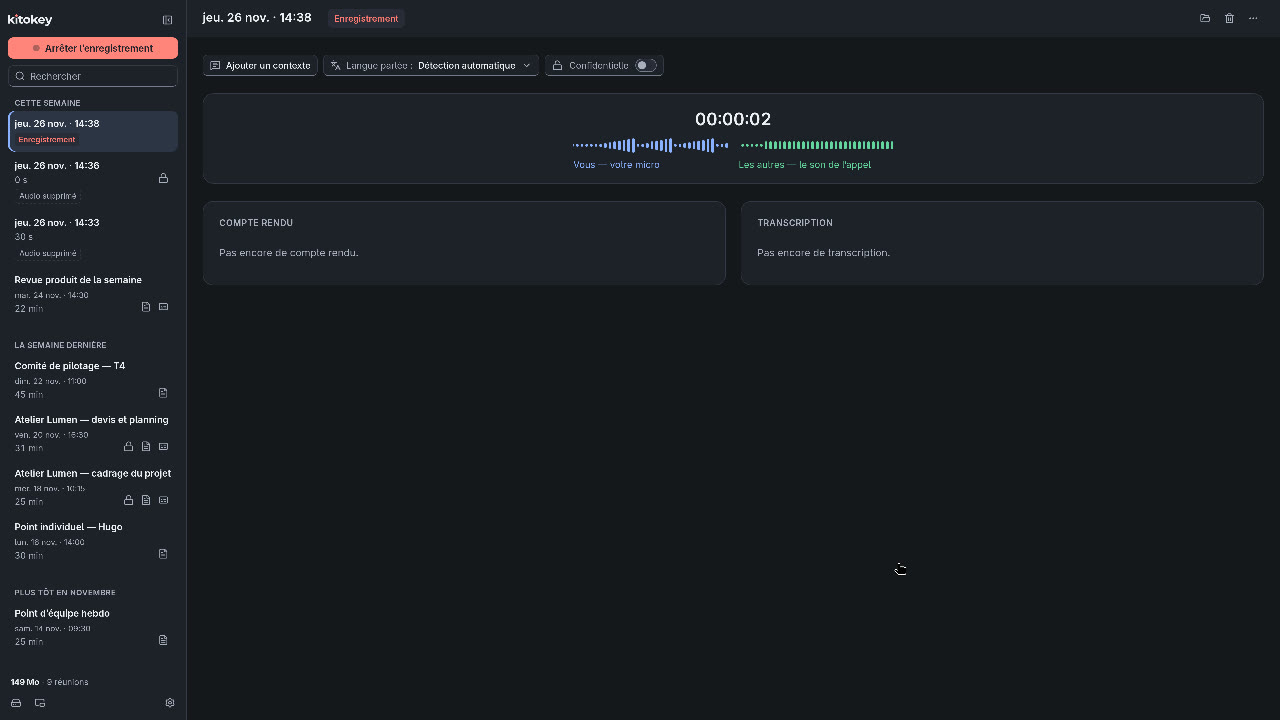 kitokey
Arrêter l'enregistrement
Rechercher
CETTE SEMAINE
jeu. 26 nov. · 14:38
Enregistrement
jeu. 26 nov. · 14:36
0 s
Audio supprimé
jeu. 26 nov. · 14:33
30 s
Audio supprimé
Revue produit de la semaine
mar. 24 nov. · 14:30
22 min
LA SEMAINE DERNIÈRE
Comité de pilotage — T4
dim. 22 nov. · 11:00
45 min
Atelier Lumen — devis et planning
ven. 20 nov. · 16:30
31 min
Atelier Lumen — cadrage du projet
mer. 18 nov. · 10:15
25 min
Point individuel — Hugo
lun. 16 nov. · 14:00
30 min
PLUS TÔT EN NOVEMBRE
Point d'équipe hebdo
sam. 14 nov. · 09:30
25 min
149 Mo · 9 réunions
jeu. 26 nov. · 14:38
Enregistrement
Ajouter un contexte
Langue parlée : Détection automatique
Confidentielle
00:00:02
Vous — votre micro
Les autres — le son de l'appel
COMPTE RENDU
Pas encore de compte rendu.
TRANSCRIPTION
Pas encore de transcription.